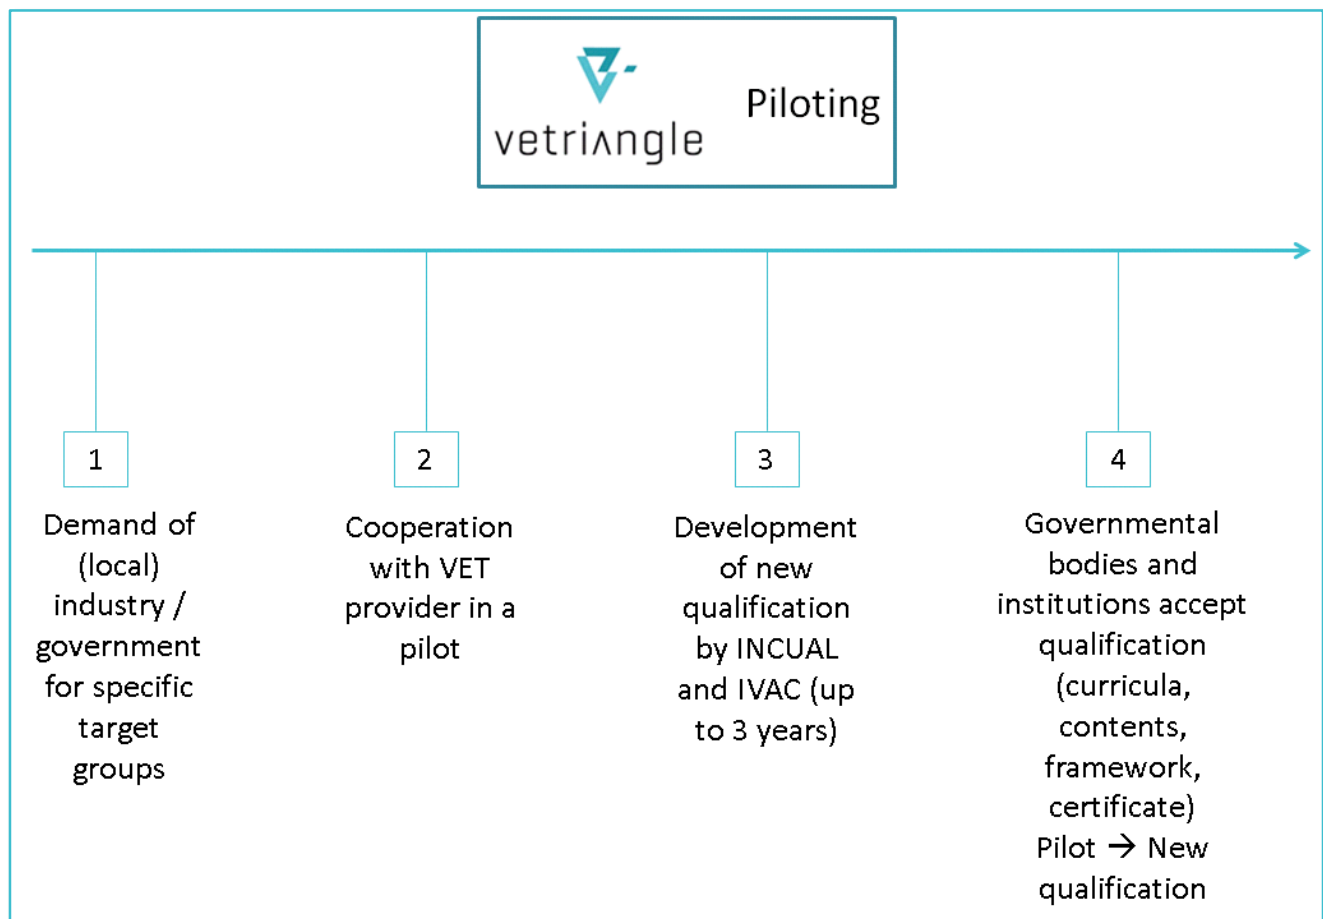 vetriangle
Piloting
1
Demand of
(local)
industry /
government
for specific
target
groups
2
Cooperation
with VET
provider in a
pilot
3
Development
of new
qualification
by INCUAL
and IVAC (up
to 3 years)
4
Governmental
bodies and
institutions accept
qualification
(curricula,
contents,
framework,
certificate)
Pilot → New
qualification